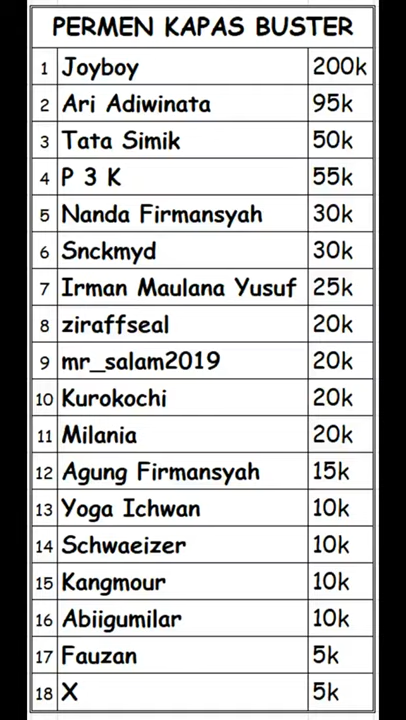 PERMEN KAPAS BUSTER
1 Joyboy 200k
2 Ari Adiwinata 95k
3 Tata Simik 50k
4 P 3 K 55k
5 Nanda Firmansyah 30k
6 Snckmyd 30k
7 Irman Maulana Yusuf 25k
8 ziraffseal 20k
9 mr_salam2019 20k
10 Kurokochi 20k
11 Milania 20k
12 Agung Firmansyah 15k
13 Yoga Ichwan 10k
14 Schwaeizer 10k
15 Kangmour 10k
16 Abiigumilar 10k
17 Fauzan 5k
18 X 5k